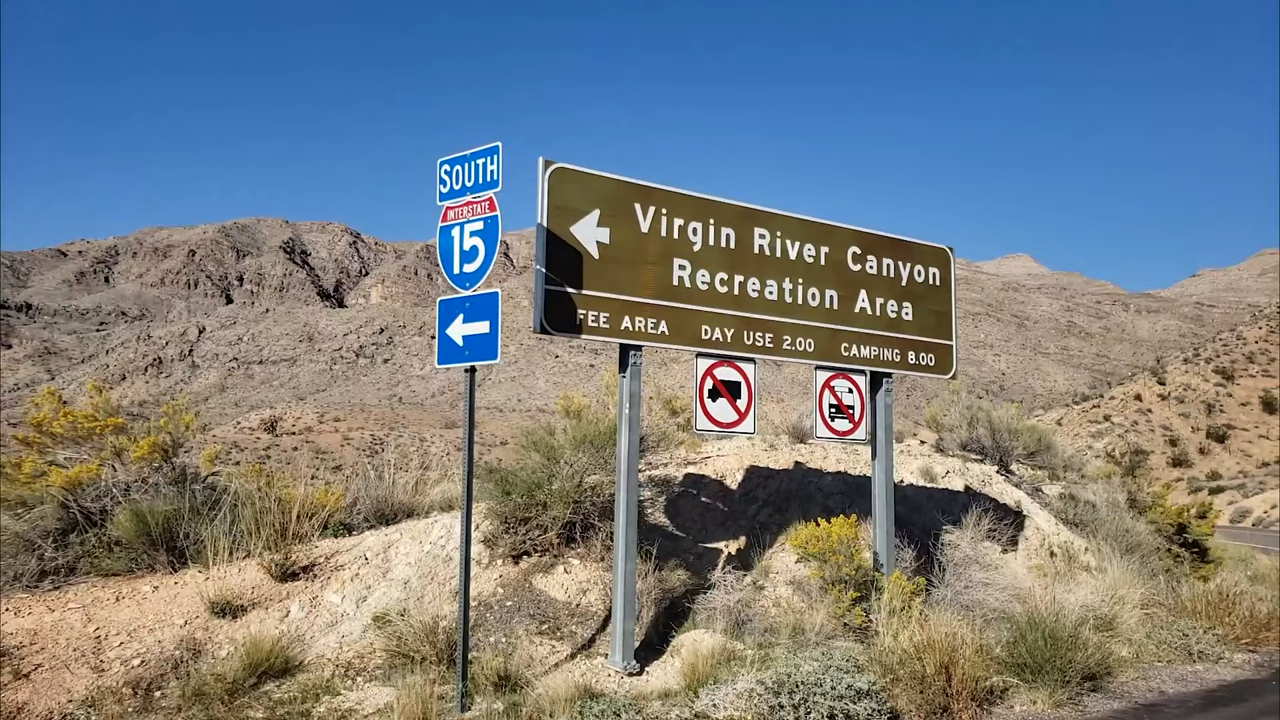 SOUTH
INTERSTATE
15
Virgin River Canyon
Recreation Area
FEE AREA DAY USE 2.00 CAMPING 8.00